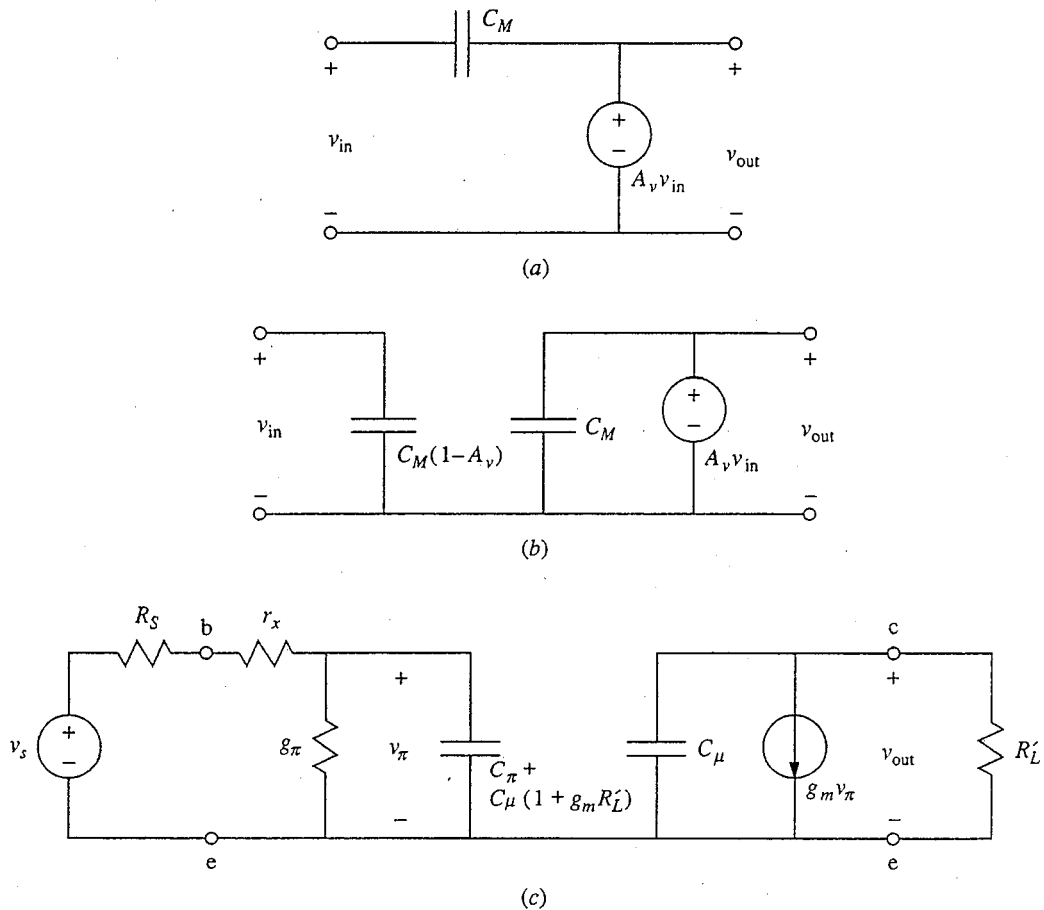 C_M
+ +
+
−
v_in
v_out
A_v v_in
− −
(a)
+ +
+
−
v_in
C_M(1−A_v)
C_M
A_v v_in
v_out
− −
(b)
R_S b r_x c
+ +
+
−
v_s
g_π
v_π
C_π +
C_μ (1 + g_m R′_L)
C_μ
g_m v_π
v_out
R′_L
− −
e e
(c)